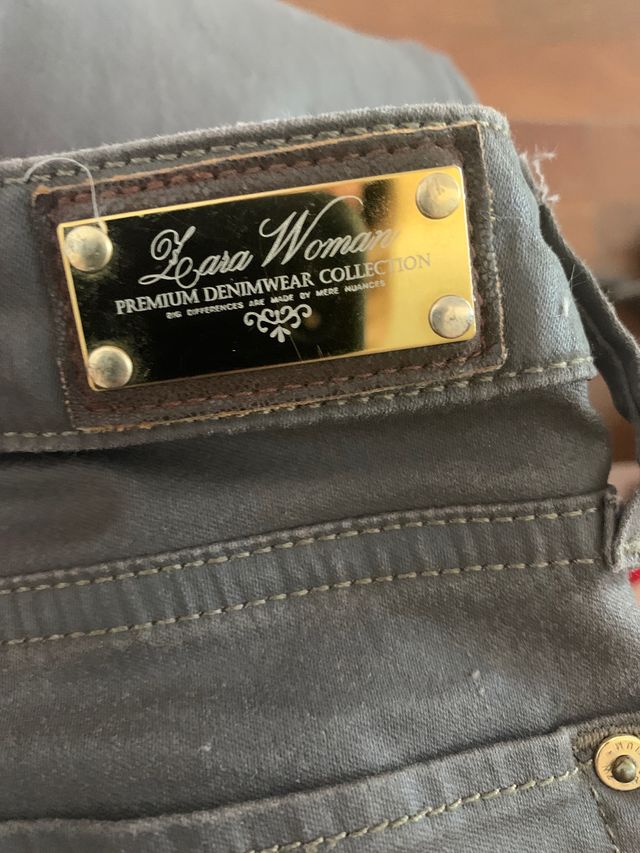 Zara Woman
PREMIUM DENIMWEAR COLLECTION
BIG DIFFERENCES ARE MADE BY MERE NUANCES